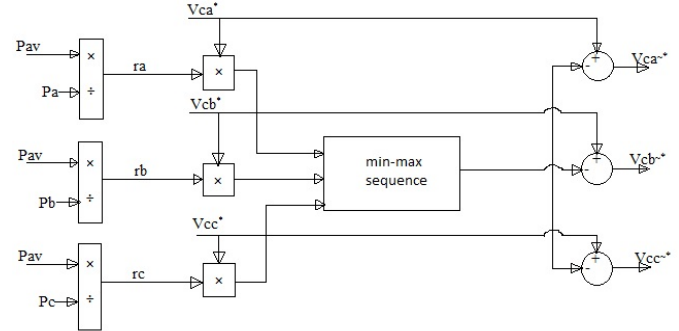 Vca*
Pav
×
ra
×
+
-
Vca~*
Pa
÷
Vcb*
Pav
×
rb
×
min-max
sequence
+
-
Vcb~*
Pb
÷
Vcc*
Pav
×
rc
×
+
-
Vcc~*
Pc
÷